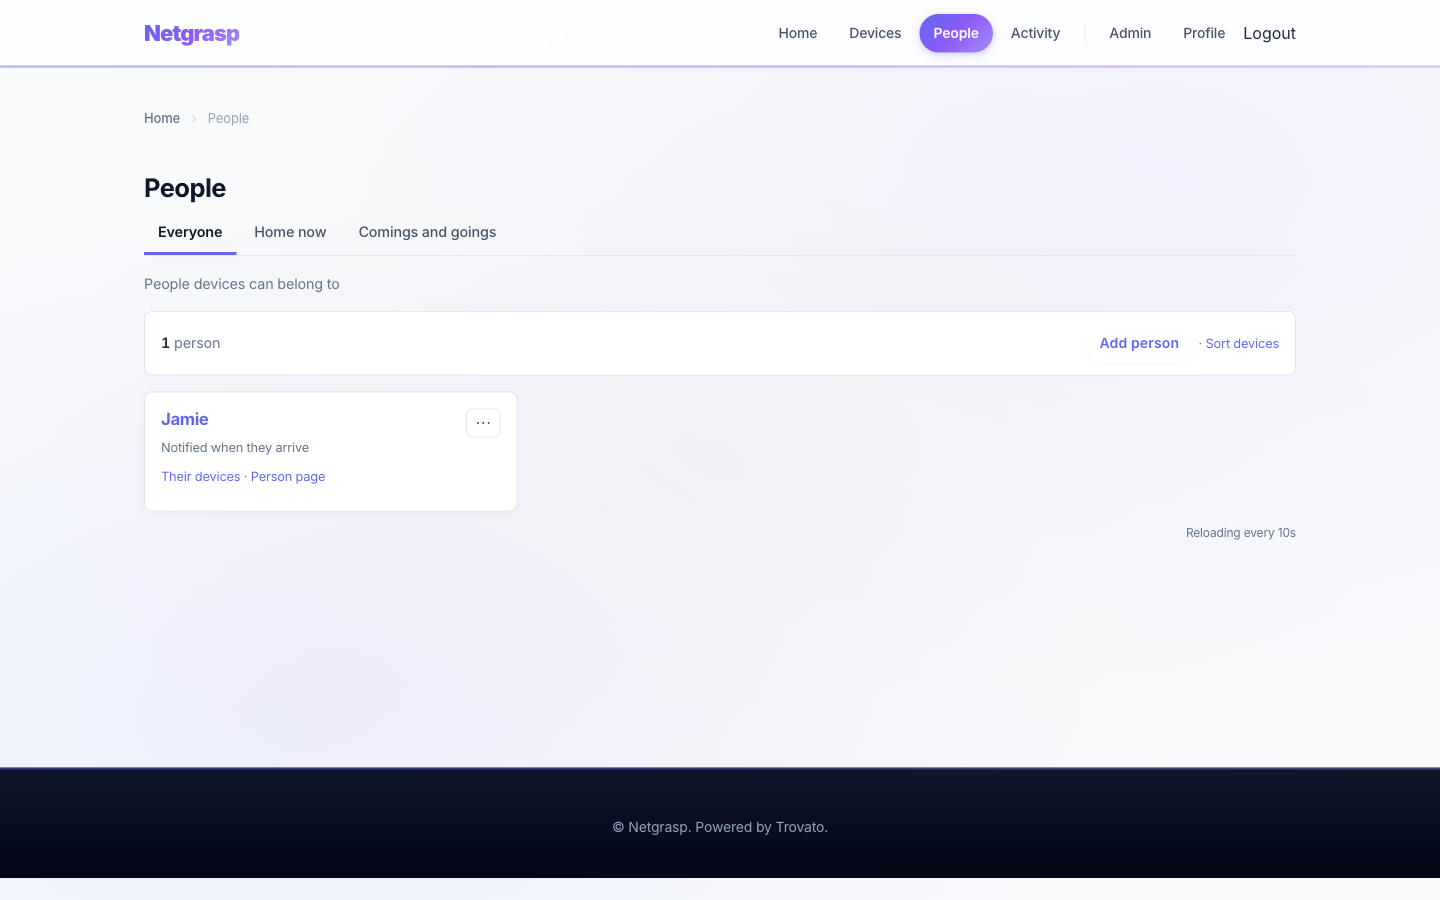 Netgrasp
Home Devices People Activity Admin Profile Logout
Home › People
People
Everyone Home now Comings and goings
People devices can belong to
1 person Add person · Sort devices
Jamie ...
Notified when they arrive
Their devices · Person page
Reloading every 10s
© Netgrasp. Powered by Trovato.